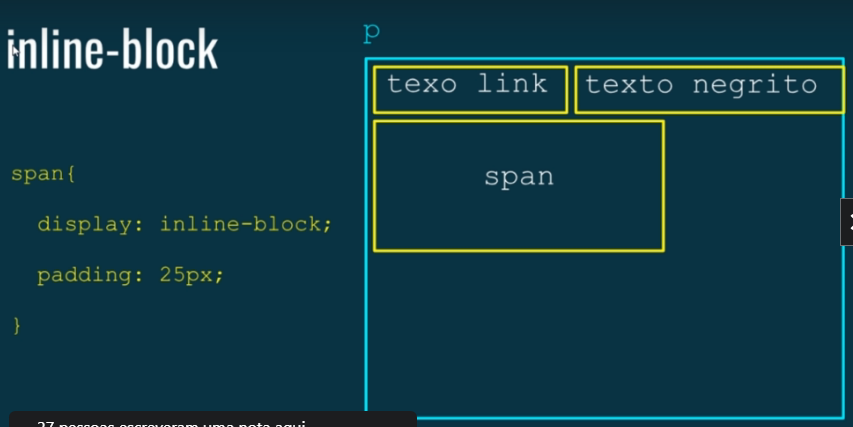 inline-block
span{
display: inline-block;
padding: 25px;
}
p
texo link
texto negrito
span
27 pessoas escreveram uma nota aqui